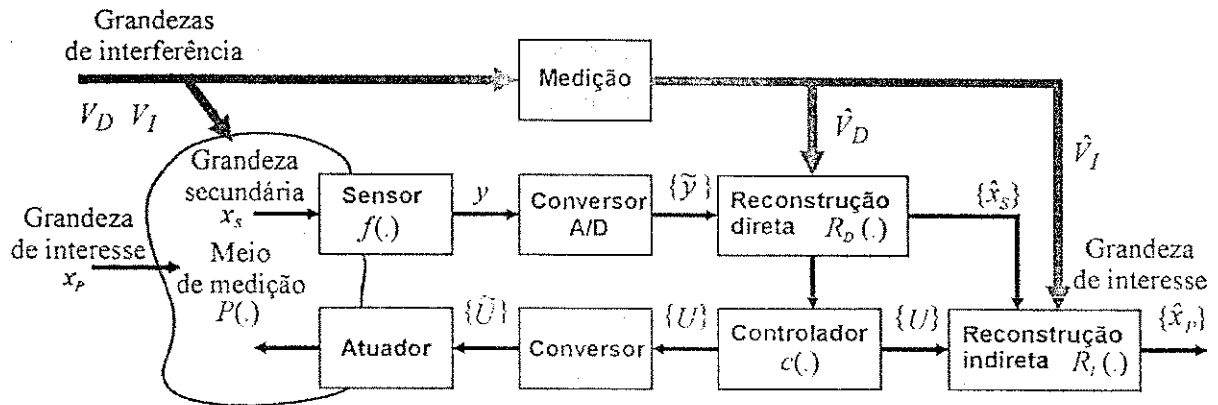 Grandezas
de interferência
Medição
V_D V_I
V̂_D
V̂_I
Grandeza
secundária
x_S
Sensor
f(.)
y
Conversor
A/D
{ỹ}
Reconstrução
direta R_D(.)
{x̂_S}
Grandeza
de interesse
x_P
Meio
de medição
P(.)
Grandeza
de interesse
Atuador
{Ũ}
Conversor
{U}
Controlador
c(.)
{U}
Reconstrução
indireta R_I(.)
{x̂_P}